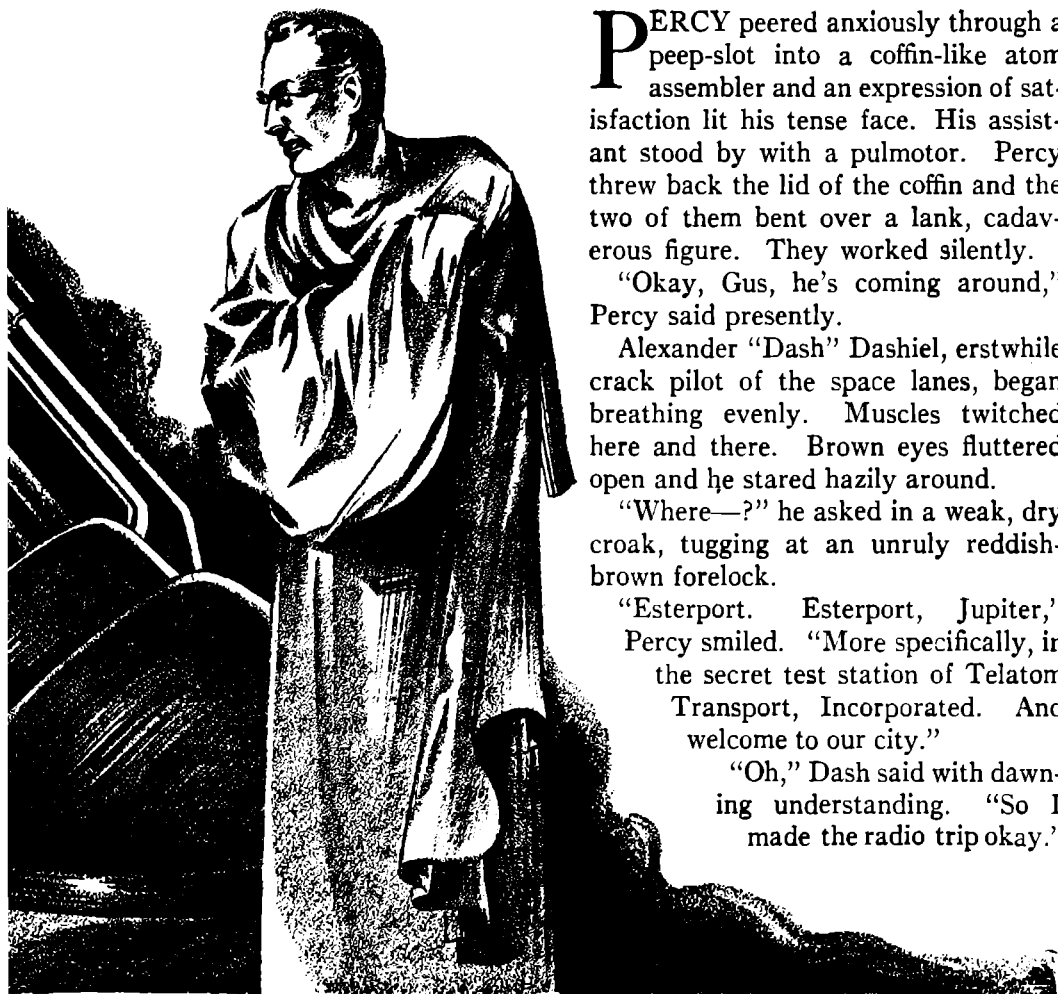 PERCY peered anxiously through a
peep-slot into a coffin-like atom
assembler and an expression of sat-
isfaction lit his tense face. His assist-
ant stood by with a pulmotor. Percy
threw back the lid of the coffin and the
two of them bent over a lank, cadav-
erous figure. They worked silently.
“Okay, Gus, he’s coming around,”
Percy said presently.
Alexander “Dash” Dashiel, erstwhile
crack pilot of the space lanes, began
breathing evenly. Muscles twitched
here and there. Brown eyes fluttered
open and he stared hazily around.
“Where—?” he asked in a weak, dry
croak, tugging at an unruly reddish-
brown forelock.
“Esterport. Esterport, Jupiter,”
Percy smiled. “More specifically, in
the secret test station of Telatom
Transport, Incorporated. And
welcome to our city.”
“Oh,” Dash said with dawn-
ing understanding. “So I
made the radio trip okay.”